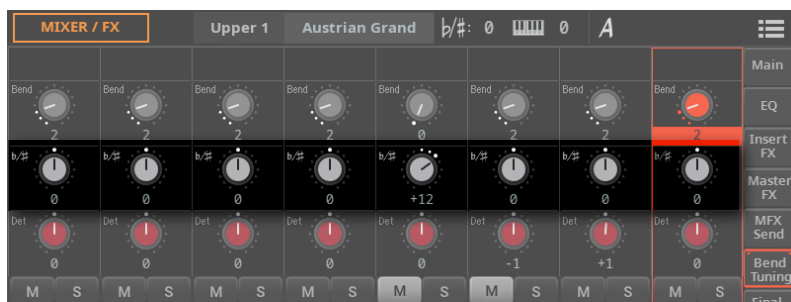 MIXER / FX Upper 1 Austrian Grand ♭/♯: 0 0 A
Main
Bend Bend Bend Bend Bend Bend Bend Bend
EQ
2 2 2 2 0 2 2 2
Insert
FX
♭/♯ ♭/♯ ♭/♯ ♭/♯ ♭/♯ ♭/♯ ♭/♯ ♭/♯
Master
FX
0 0 0 0 +12 0 0 0
Det Det Det Det Det Det Det Det
MFX
Send
0 0 0 0 0 -1 +1 0
Bend
Tuning
M S M S M S M S M S M S M S M S
Final